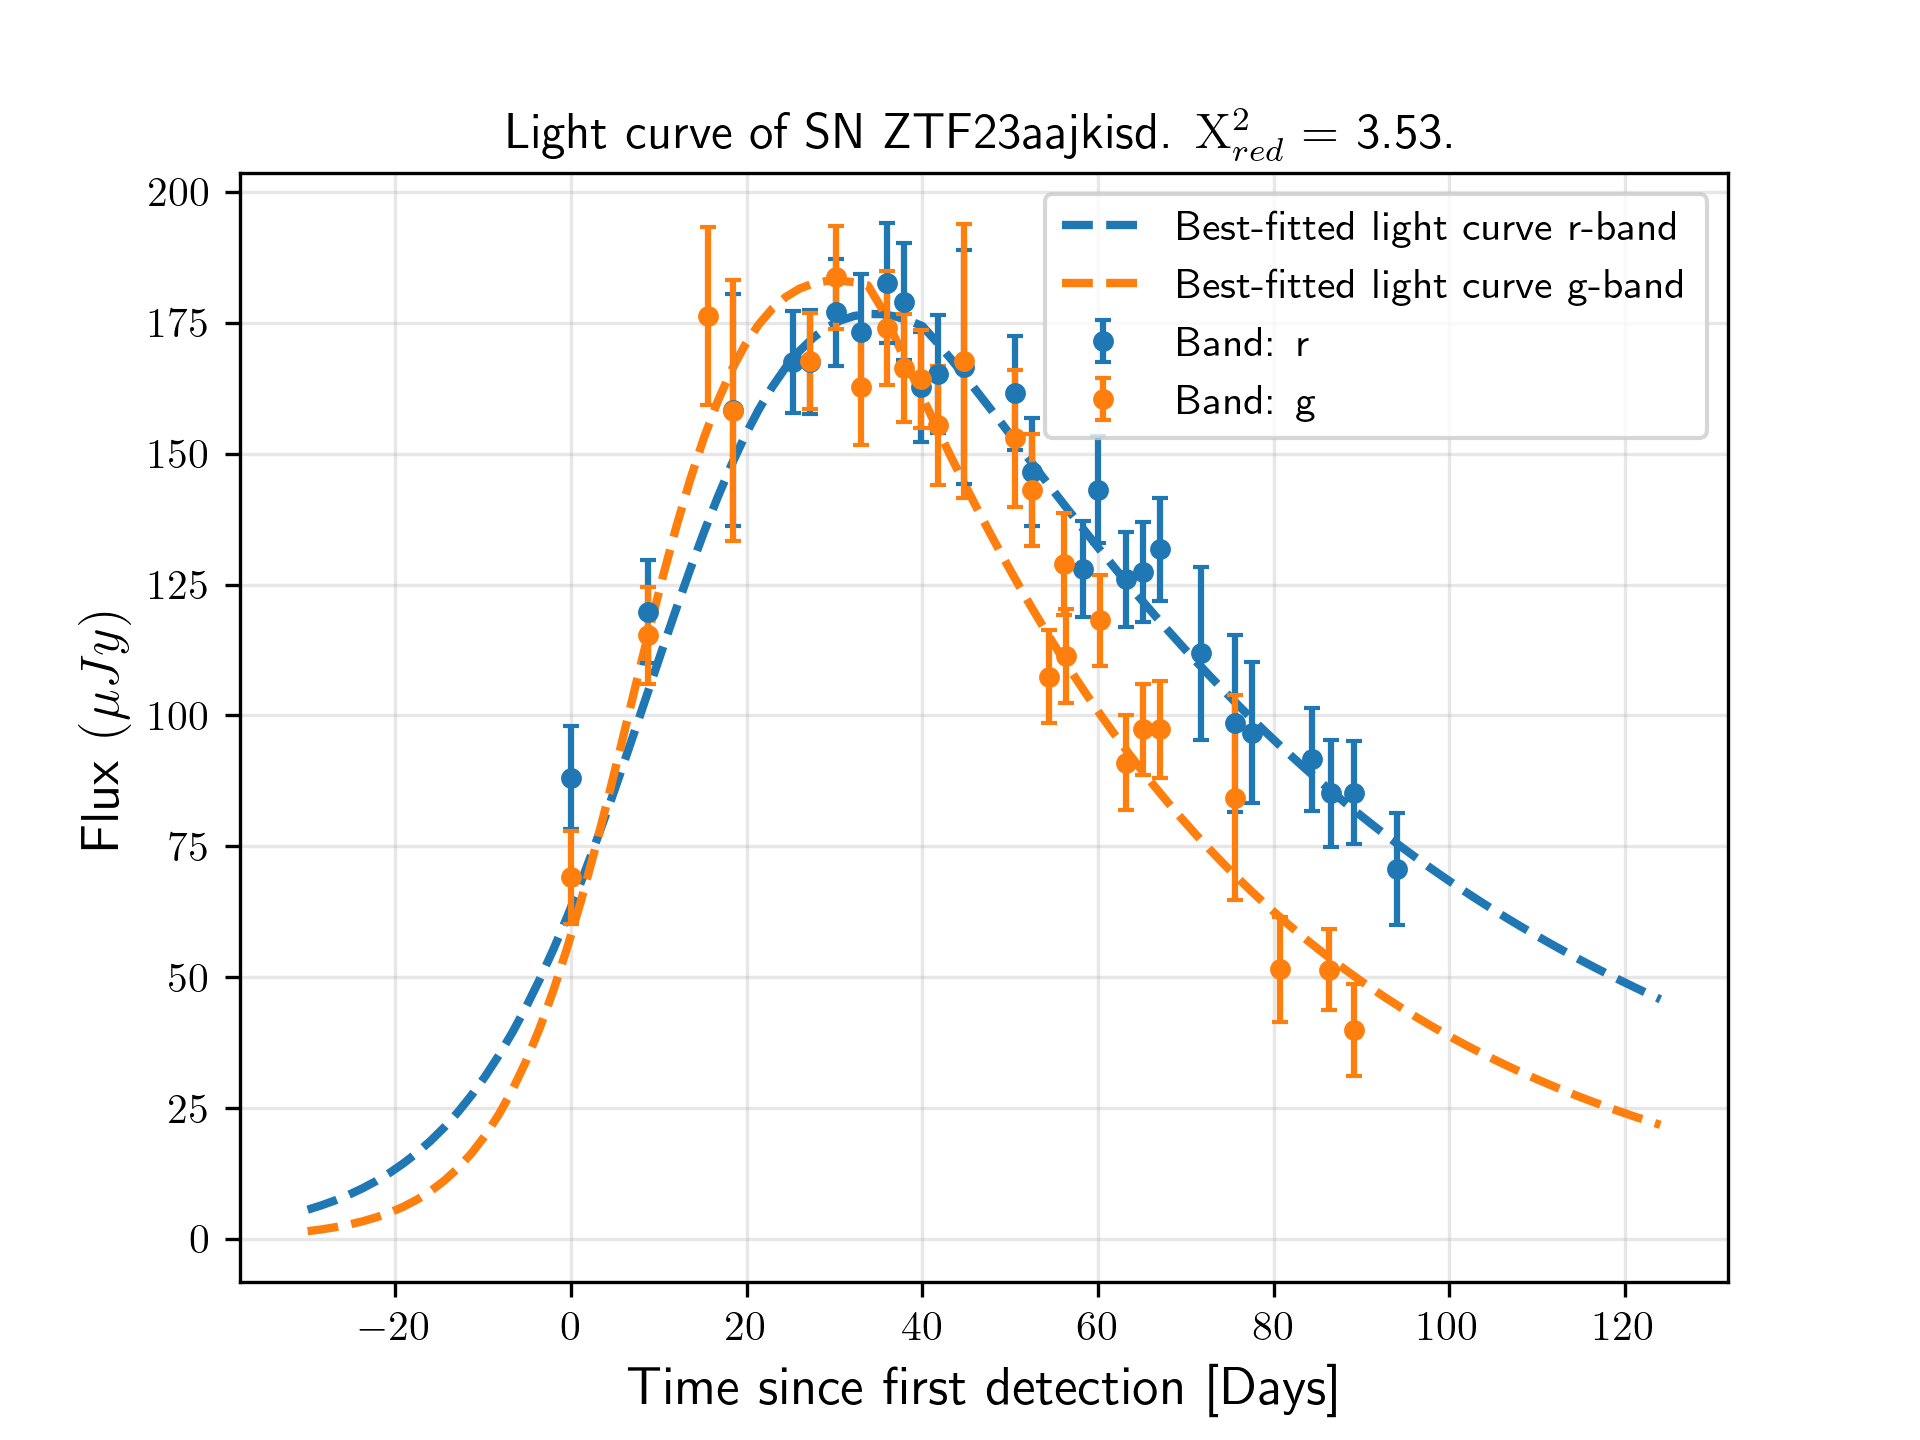 Light curve of SN ZTF23aajkisd. X²_red = 3.53.
Best-fitted light curve r-band
Best-fitted light curve g-band
Band: r
Band: g
Flux (μJy)
200
175
150
125
100
75
50
25
0
−20 0 20 40 60 80 100 120
Time since first detection [Days]